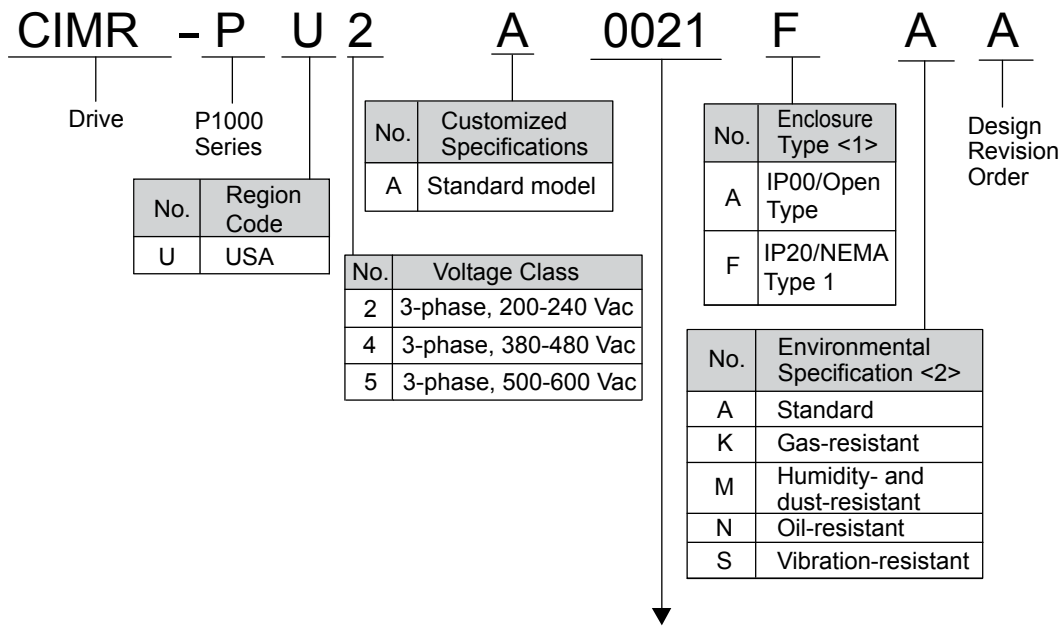 CIMR - P U 2 A 0021 F A A
Drive
P1000
Series
No. Region
Code
U USA
No. Customized
Specifications
A Standard model
No. Voltage Class
2 3-phase, 200-240 Vac
4 3-phase, 380-480 Vac
5 3-phase, 500-600 Vac
No. Enclosure
Type <1>
A IP00/Open
Type
F IP20/NEMA
Type 1
No. Environmental
Specification <2>
A Standard
K Gas-resistant
M Humidity- and
dust-resistant
N Oil-resistant
S Vibration-resistant
Design
Revision
Order